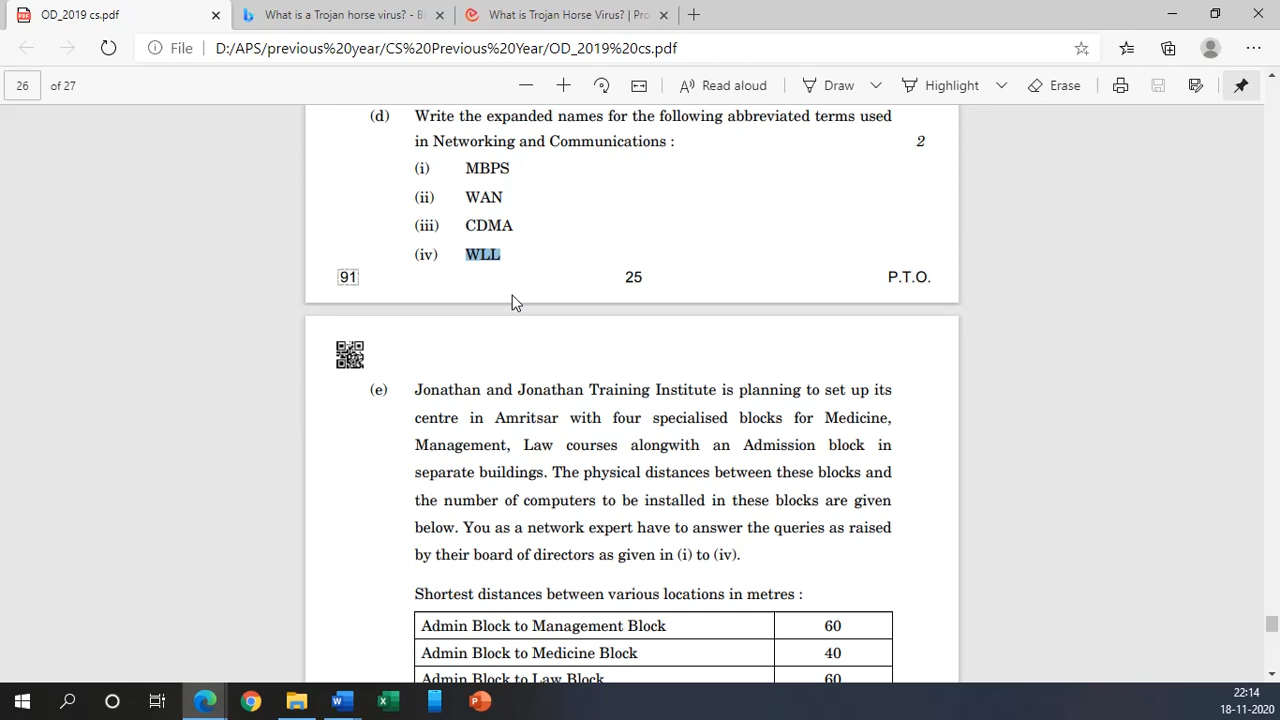 OD_2019 cs.pdf
What is a Trojan horse virus? - Bi
What is Trojan Horse Virus? | Pro
File D:/APS/previous%20year/CS%20Previous%20Year/OD_2019%20cs.pdf
26 of 27
Read aloud Draw Highlight Erase
(d) Write the expanded names for the following abbreviated terms used
in Networking and Communications : 2
(i) MBPS
(ii) WAN
(iii) CDMA
(iv) WLL
91 25 P.T.O.
(e) Jonathan and Jonathan Training Institute is planning to set up its
centre in Amritsar with four specialised blocks for Medicine,
Management, Law courses alongwith an Admission block in
separate buildings. The physical distances between these blocks and
the number of computers to be installed in these blocks are given
below. You as a network expert have to answer the queries as raised
by their board of directors as given in (i) to (iv).
Shortest distances between various locations in metres :
Admin Block to Management Block 60
Admin Block to Medicine Block 40
Admin Block to Law Block 60
22:14
18-11-2020